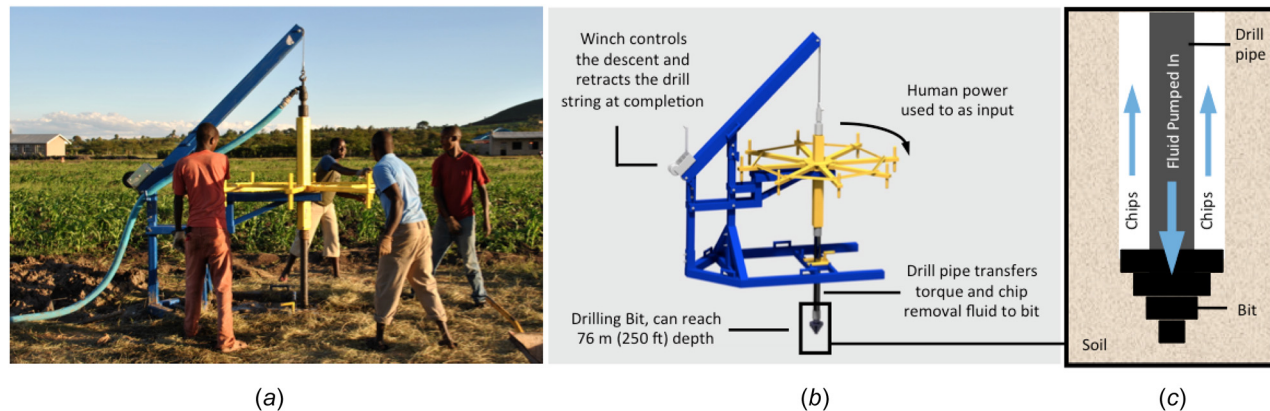 Winch controls
the descent and
retracts the drill
string at completion
Human power
used to as input
Drill pipe transfers
torque and chip
removal fluid to bit
Drilling Bit, can reach
76 m (250 ft) depth
Drill
pipe
Fluid Pumped In
Chips
Chips
Bit
Soil
(a)
(b)
(c)